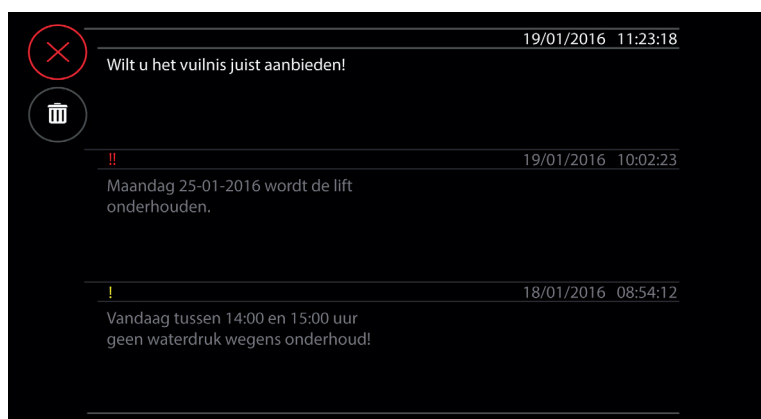 19/01/2016 11:23:18
Wilt u het vuilnis juist aanbieden!
!! 19/01/2016 10:02:23
Maandag 25-01-2016 wordt de lift
onderhouden.
! 18/01/2016 08:54:12
Vandaag tussen 14:00 en 15:00 uur
geen waterdruk wegens onderhoud!